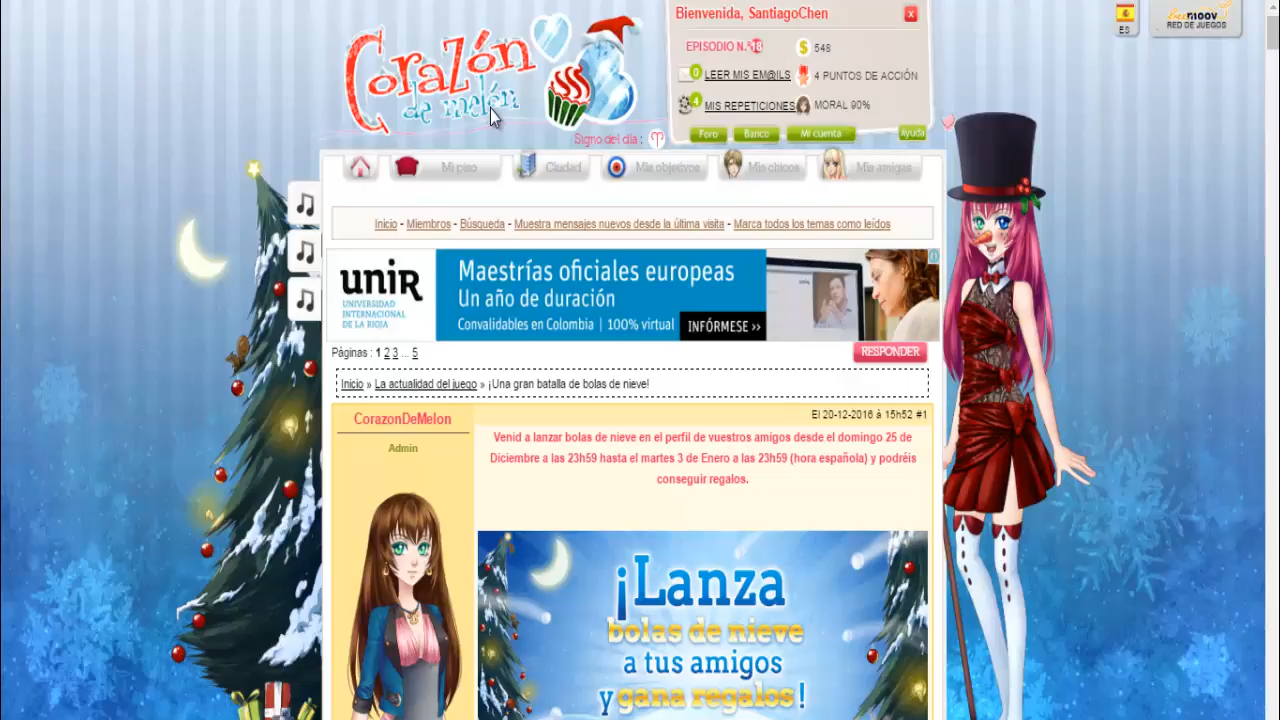 Corazón
de melón
Bienvenida, SantiagoChen
X
EPISODIO N.°18
548
0 LEER MIS EM@ILS
4 PUNTOS DE ACCIÓN
4 MIS REPETICIONES
MORAL 90%
Foro
Banco
Mi cuenta
Ayuda
Signo del día :
ES
RED DE JUEGOS
Mi piso
Ciudad
Mis objetivos
Mis chicos
Mis amigas
Inicio - Miembros - Búsqueda - Muestra mensajes nuevos desde la última visita - Marca todos los temas como leídos
uniR
UNIVERSIDAD
INTERNACIONAL
DE LA RIOJA
Maestrías oficiales europeas
Un año de duración
Convalidables en Colombia | 100% virtual
INFÓRMESE >>
Páginas : 1 2 3 ... 5
RESPONDER
Inicio » La actualidad del juego » ¡Una gran batalla de bolas de nieve!
CorazonDeMelon
Admin
El 20-12-2016 à 15h52 #1
Venid a lanzar bolas de nieve en el perfil de vuestros amigos desde el domingo 25 de
Diciembre a las 23h59 hasta el martes 3 de Enero a las 23h59 (hora española) y podréis
conseguir regalos.
¡Lanza
bolas de nieve
a tus amigos
y gana regalos!